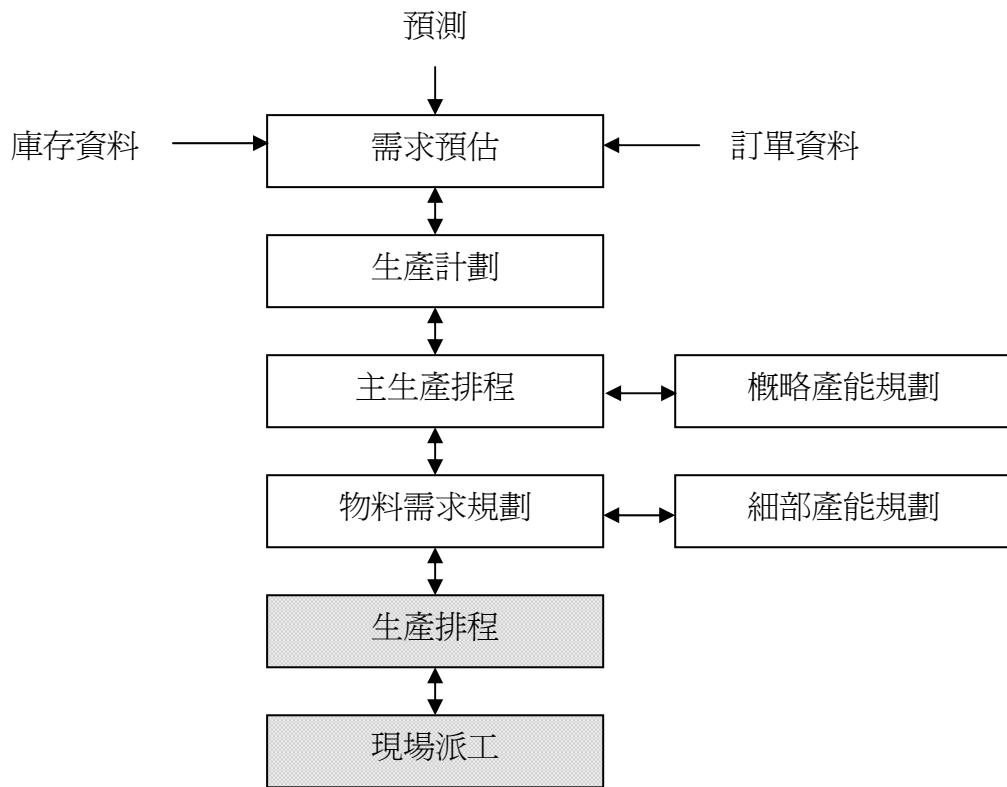 預測
庫存資料
需求預估
訂單資料
生產計劃
主生產排程
概略產能規劃
物料需求規劃
細部產能規劃
生產排程
現場派工